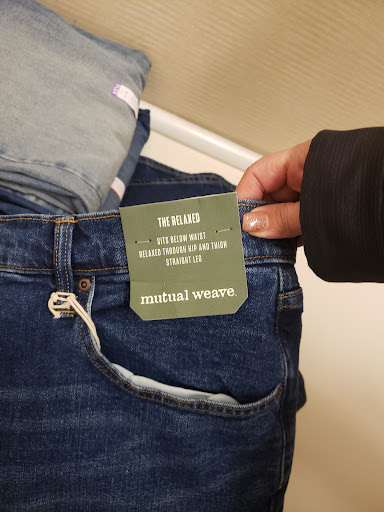 THE RELAXED
SITS BELOW WAIST
RELAXED THROUGH HIP AND THIGH
STRAIGHT LEG
mutual weave.